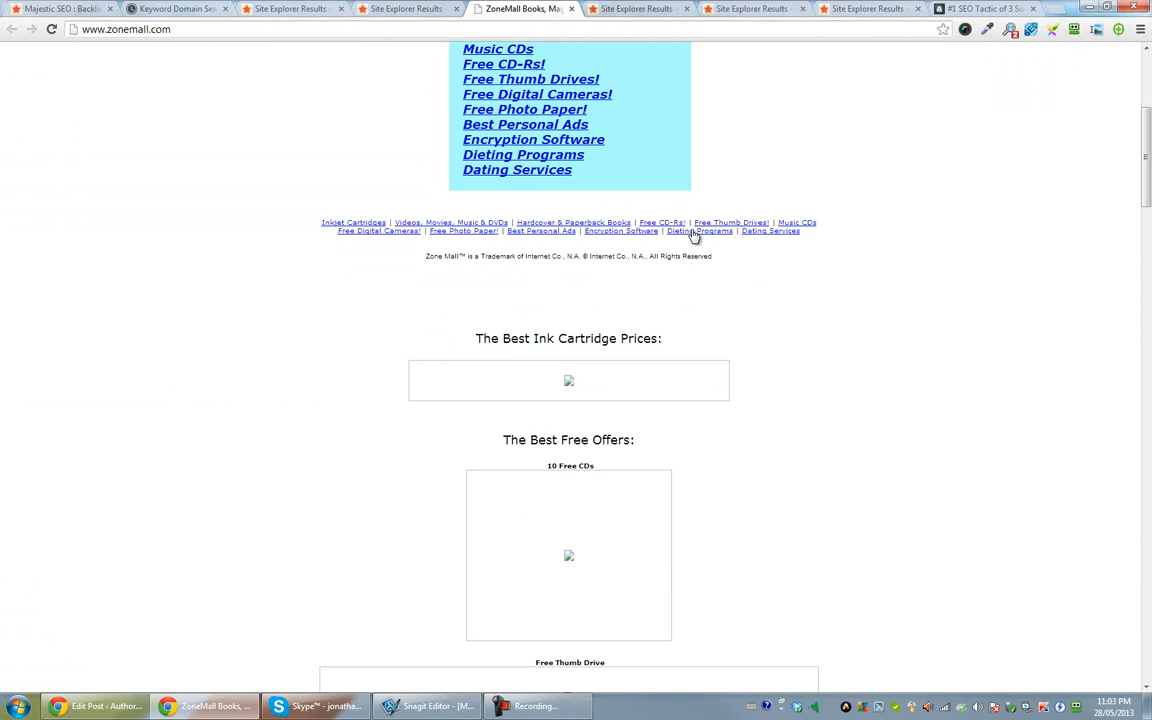 Majestic SEO : Backlin
Keyword Domain Sea
Site Explorer Results -
Site Explorer Results -
ZoneMall Books, Mag
Site Explorer Results -
Site Explorer Results -
Site Explorer Results -
#1 SEO Tactic of 3 Su
www.zonemall.com
Music CDs
Free CD-Rs!
Free Thumb Drives!
Free Digital Cameras!
Free Photo Paper!
Best Personal Ads
Encryption Software
Dieting Programs
Dating Services
Inkjet Cartridges | Videos, Movies, Music & DVDs | Hardcover & Paperback Books | Free CD-Rs! | Free Thumb Drives! | Music CDs
Free Digital Cameras! | Free Photo Paper! | Best Personal Ads | Encryption Software | Dieting Programs | Dating Services
Zone Mall™ is a Trademark of Internet Co., N.A. © Internet Co., N.A., All Rights Reserved
The Best Ink Cartridge Prices:
The Best Free Offers:
10 Free CDs
Free Thumb Drive
Edit Post ‹ Author...
ZoneMall Books, ...
Skype™ - jonatha...
Snagit Editor - [M...
Recording...
11:03 PM
28/05/2013